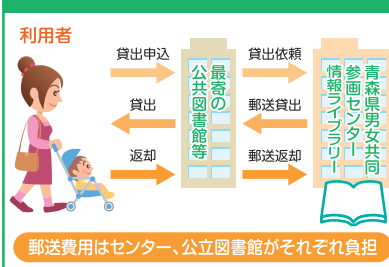 利用者
貸出申込
貸出
返却
最寄の
公共図書館等
貸出依頼
郵送貸出
郵送返却
青森県男女共同
参画センター
情報ライブラリー
郵送費用はセンター、公立図書館がそれぞれ負担